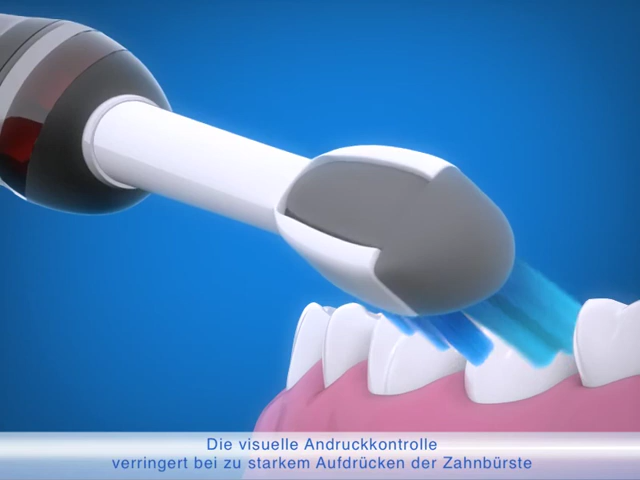 Die visuelle Andruckkontrolle
verringert bei zu starkem Aufdrücken der Zahnbürste